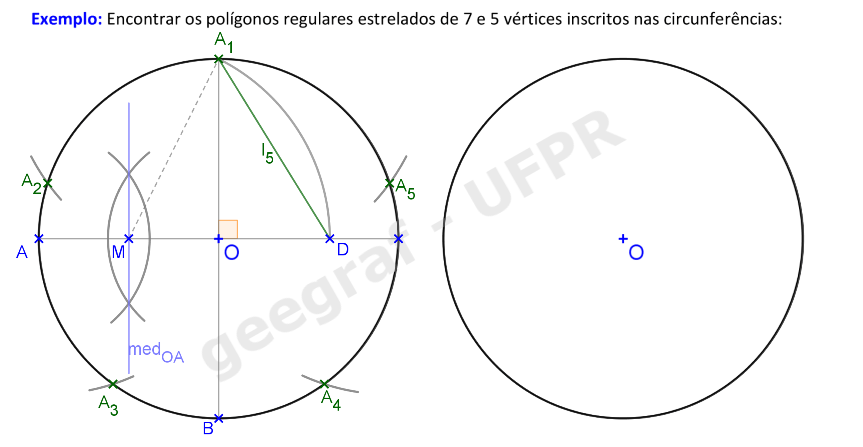 Exemplo: Encontrar os polígonos regulares estrelados de 7 e 5 vértices inscritos nas circunferências:
A1
l5
A2
A5
A
M
O
D
O
medOA
A3
A4
B
geegraf - UFPR